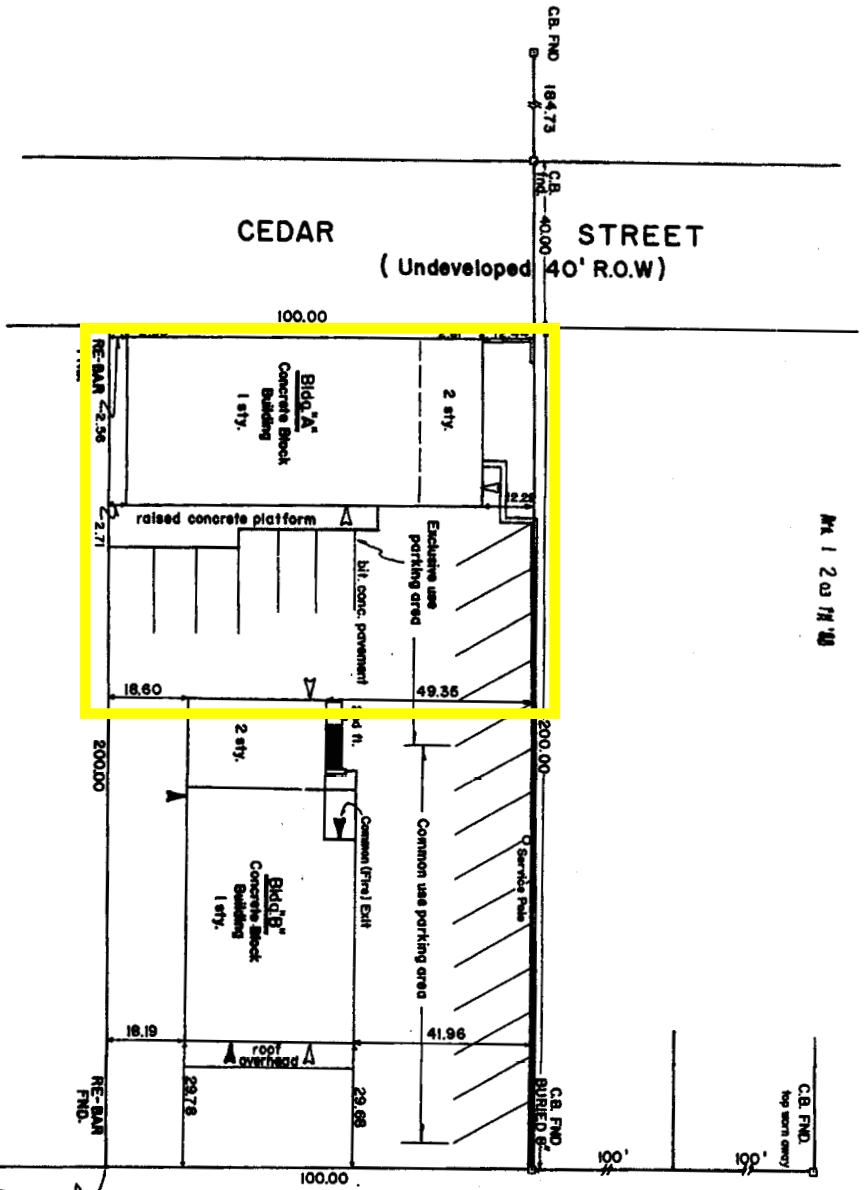 C.B. FND
184.73
C.B.
fnd.
40.00
CEDAR STREET
( Undeveloped 40' R.O.W)
100.00
RE-BAR
2.56
Bldg."A"
Concrete Block
Building
1 sty.
2 sty.
2.71
raised concrete platform
Exclusive use
parking area
bit. conc. pavement
18.60
49.35
200.00
200.00
2 sty.
Common (Fire) Exit
Bldg."B"
Concrete Block
Building
1 sty.
Common use parking area
Service Pole
18.19
41.96
roof
overhead
RE-BAR
FND.
29.78
29.68
C.B. FND
BURIED 8"
C.B. FND.
top worn away
100'
100'
100.00